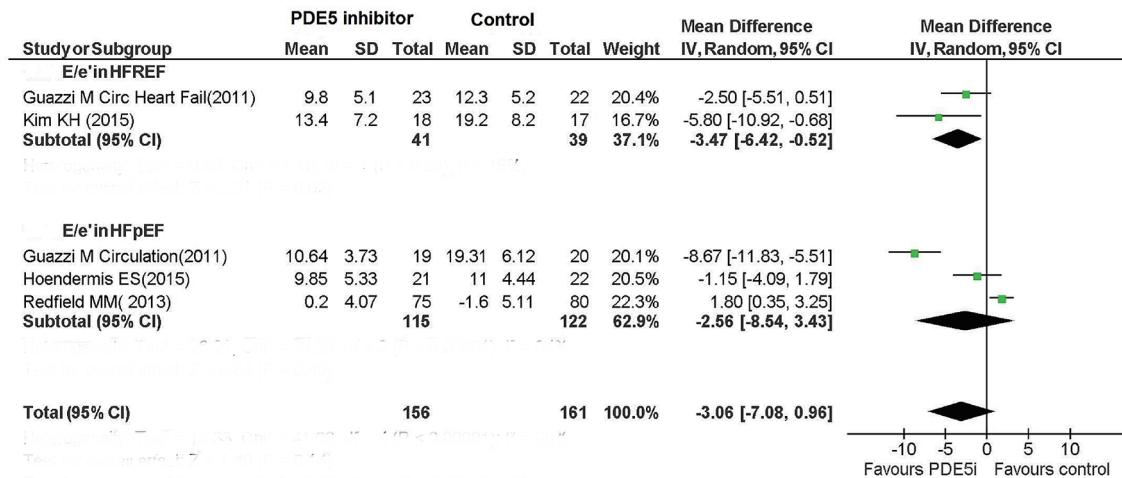 PDE5 inhibitor Control Mean Difference Mean Difference
Study or Subgroup Mean SD Total Mean SD Total Weight IV, Random, 95% CI IV, Random, 95% CI
E/e' in HFREF
Guazzi M Circ Heart Fail(2011) 9.8 5.1 23 12.3 5.2 22 20.4% -2.50 [-5.51, 0.51]
Kim KH (2015) 13.4 7.2 18 19.2 8.2 17 16.7% -5.80 [-10.92, -0.68]
Subtotal (95% CI) 41 39 37.1% -3.47 [-6.42, -0.52]
E/e' in HFpEF
Guazzi M Circulation(2011) 10.64 3.73 19 19.31 6.12 20 20.1% -8.67 [-11.83, -5.51]
Hoendermis ES(2015) 9.85 5.33 21 11 4.44 22 20.5% -1.15 [-4.09, 1.79]
Redfield MM( 2013) 0.2 4.07 75 -1.6 5.11 80 22.3% 1.80 [0.35, 3.25]
Subtotal (95% CI) 115 122 62.9% -2.56 [-8.54, 3.43]
Total (95% CI) 156 161 100.0% -3.06 [-7.08, 0.96]
-10 -5 0 5 10
Favours PDE5i Favours control